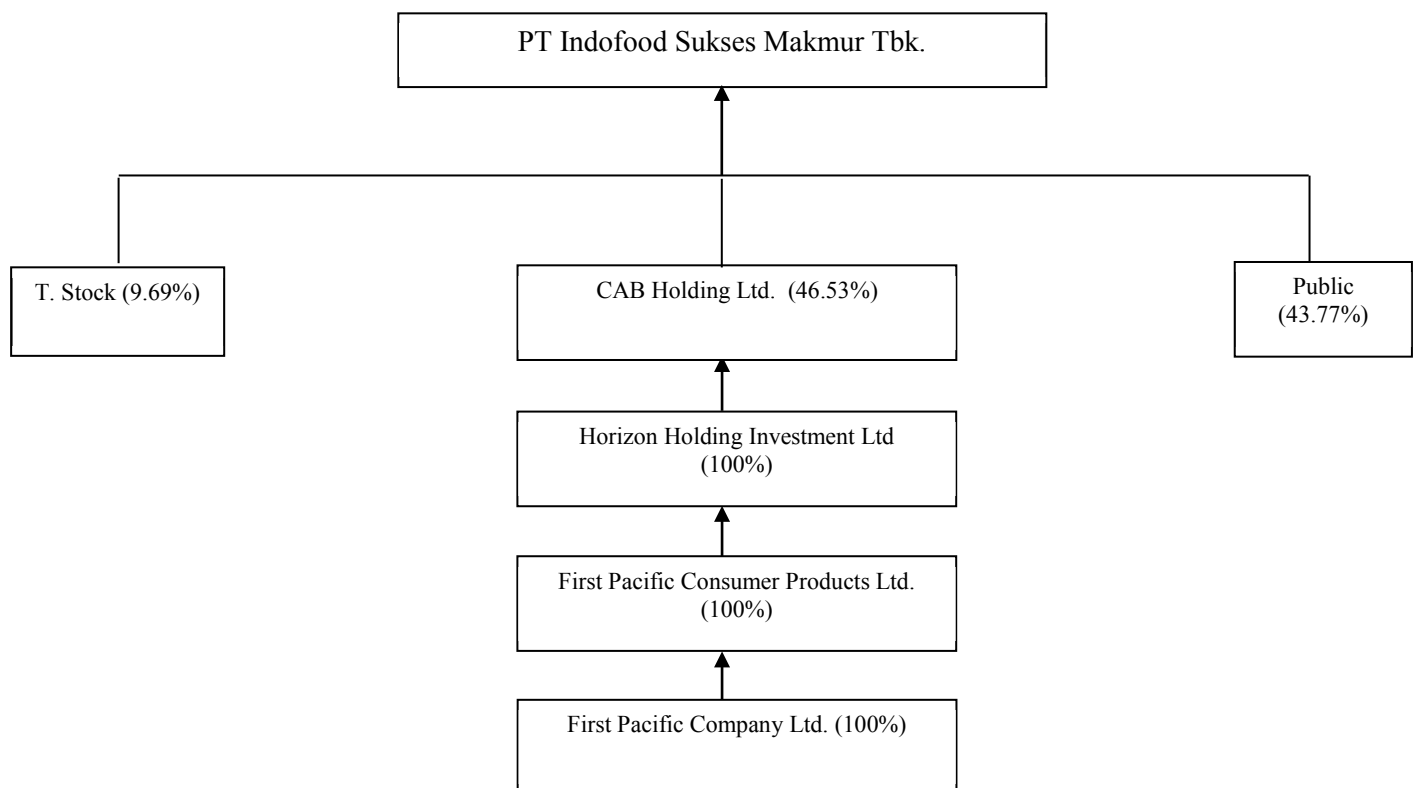 PT Indofood Sukses Makmur Tbk.
T. Stock (9.69%)
CAB Holding Ltd. (46.53%)
Public
(43.77%)
Horizon Holding Investment Ltd
(100%)
First Pacific Consumer Products Ltd.
(100%)
First Pacific Company Ltd. (100%)